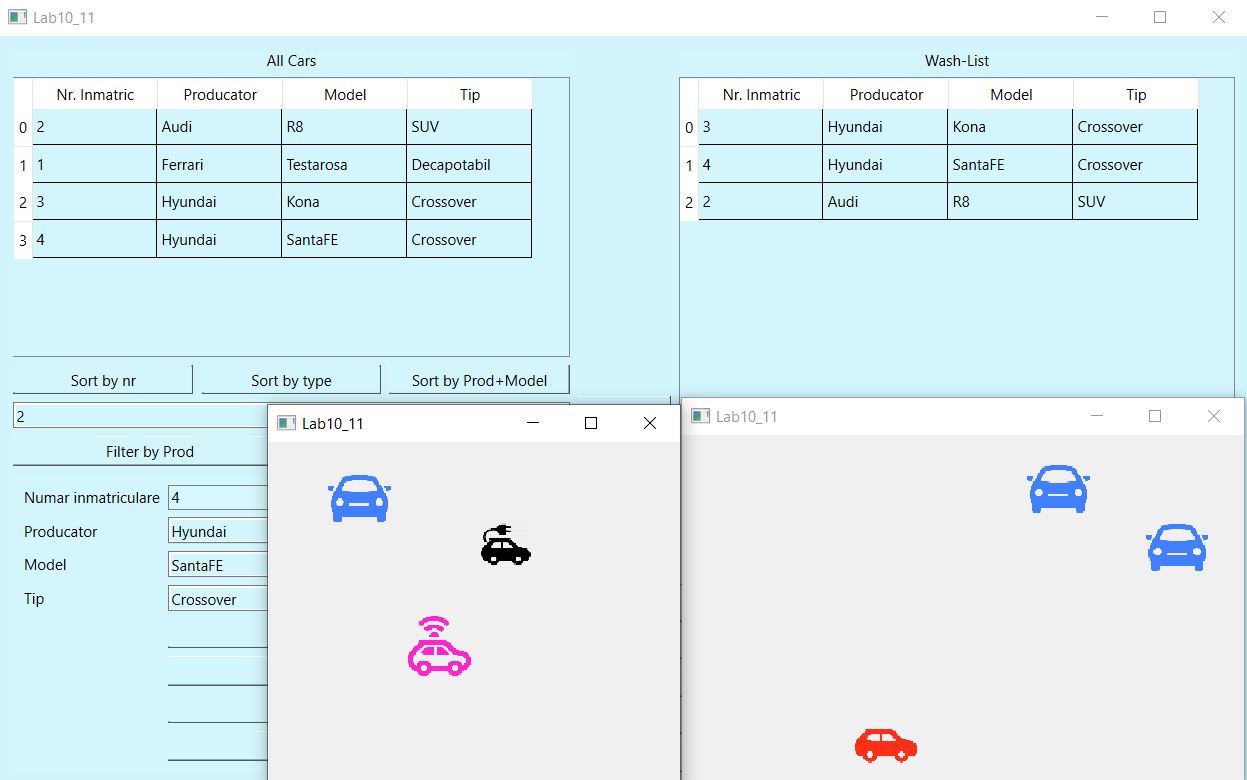 Lab10_11
All Cars
Nr. Inmatric Producator Model Tip
0 2 Audi R8 SUV
1 1 Ferrari Testarosa Decapotabil
2 3 Hyundai Kona Crossover
3 4 Hyundai SantaFE Crossover
Sort by nr Sort by type Sort by Prod+Model
2
Filter by Prod
Numar inmatriculare 4
Producator Hyundai
Model SantaFE
Tip Crossover
Wash-List
Nr. Inmatric Producator Model Tip
0 3 Hyundai Kona Crossover
1 4 Hyundai SantaFE Crossover
2 2 Audi R8 SUV
Lab10_11
Lab10_11